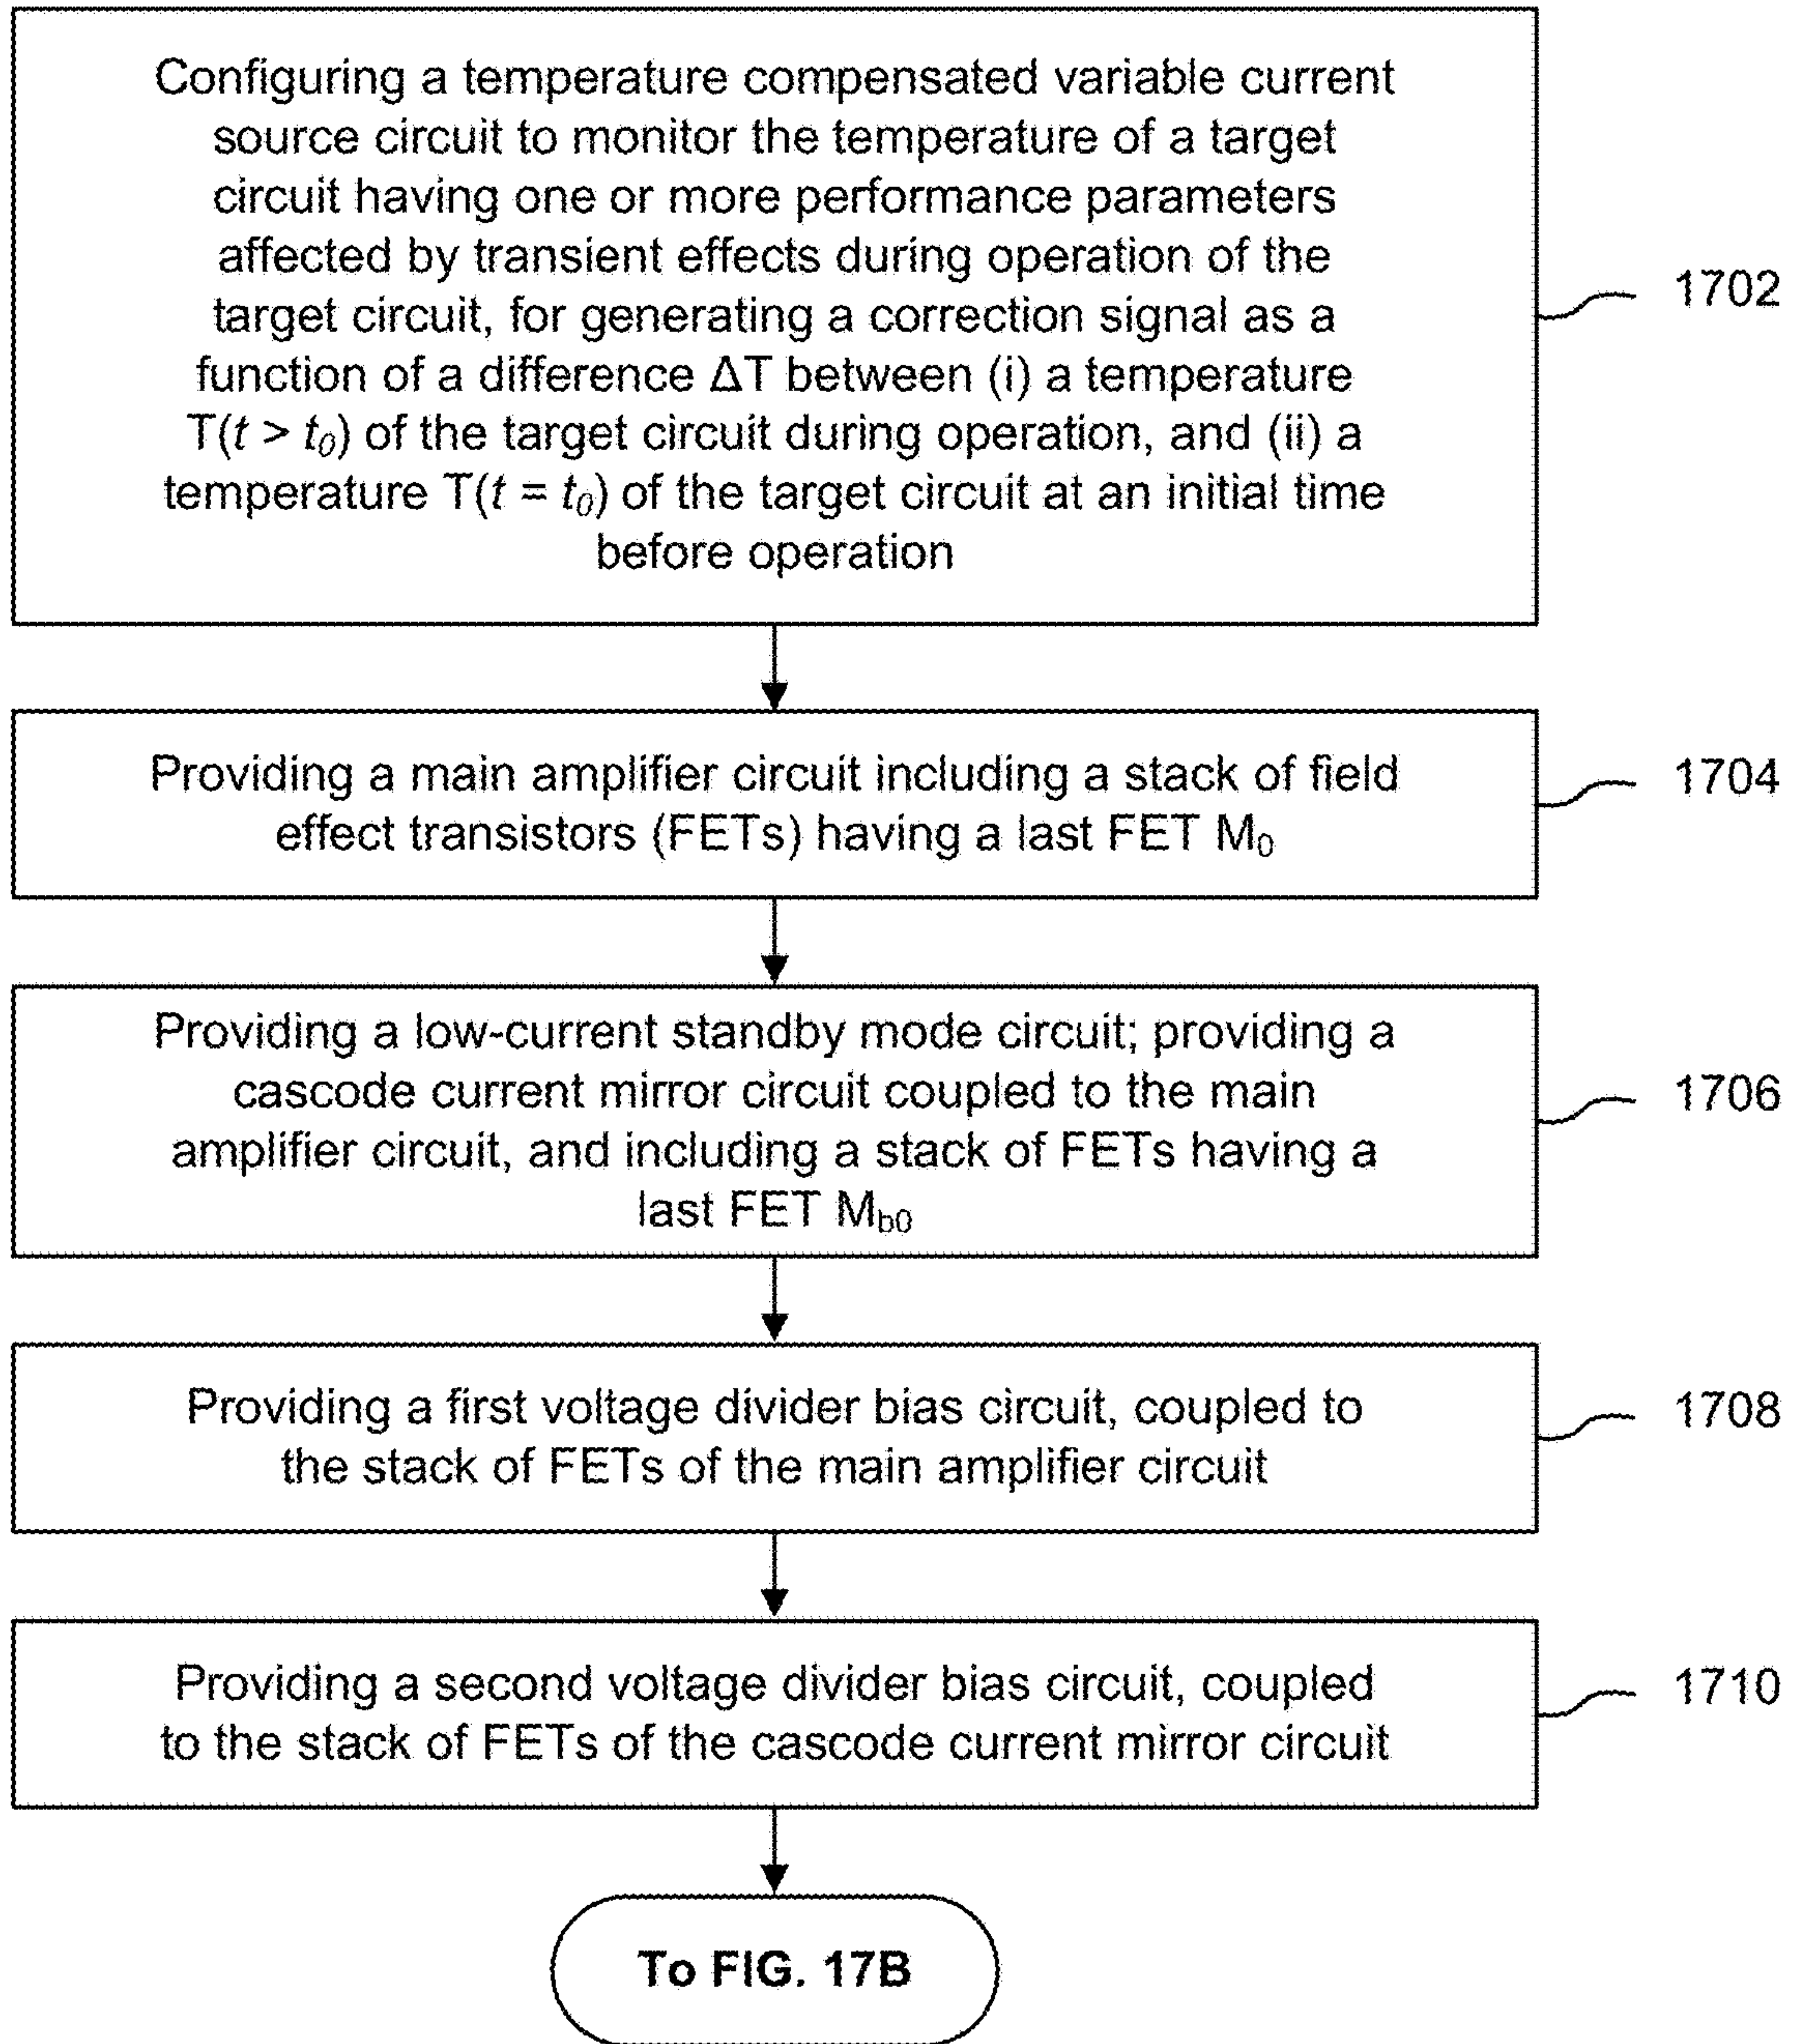 Configuring a temperature compensated variable current
source circuit to monitor the temperature of a target
circuit having one or more performance parameters
affected by transient effects during operation of the
target circuit, for generating a correction signal as a
function of a difference ΔT between (i) a temperature
T(t > t₀) of the target circuit during operation, and (ii) a
temperature T(t = t₀) of the target circuit at an initial time
before operation
1702
Providing a main amplifier circuit including a stack of field
effect transistors (FETs) having a last FET M₀
1704
Providing a low-current standby mode circuit; providing a
cascode current mirror circuit coupled to the main
amplifier circuit, and including a stack of FETs having a
last FET M_b0
1706
Providing a first voltage divider bias circuit, coupled to
the stack of FETs of the main amplifier circuit
1708
Providing a second voltage divider bias circuit, coupled
to the stack of FETs of the cascode current mirror circuit
1710
To FIG. 17B